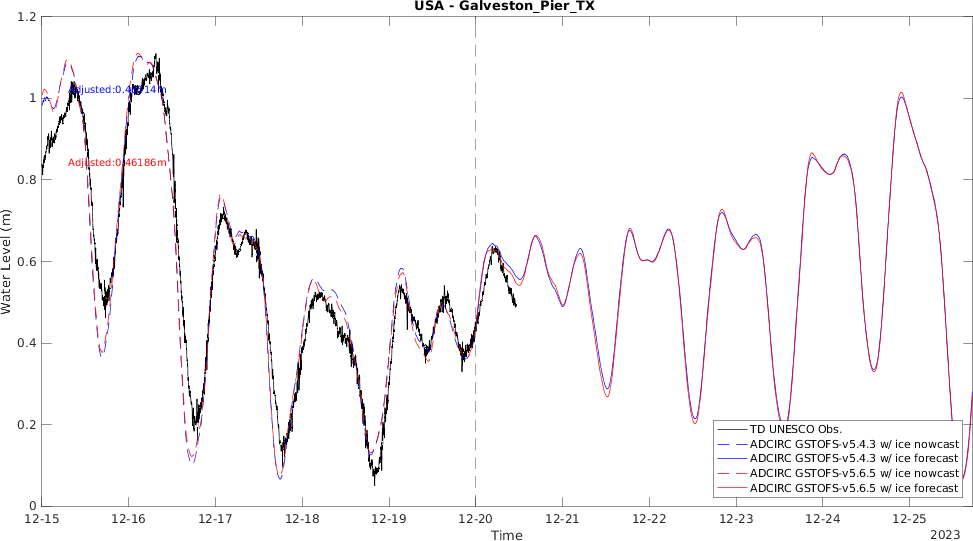 USA - Galveston_Pier_TX
1.2
1
0.8
0.6
0.4
0.2
0
Water Level (m)
Adjusted:0.46186m
TD UNESCO Obs.
ADCIRC GSTOFS-v5.4.3 w/ ice nowcast
ADCIRC GSTOFS-v5.4.3 w/ ice forecast
ADCIRC GSTOFS-v5.6.5 w/ ice nowcast
ADCIRC GSTOFS-v5.6.5 w/ ice forecast
12-15 12-16 12-17 12-18 12-19 12-20 12-21 12-22 12-23 12-24 12-25
Time
2023